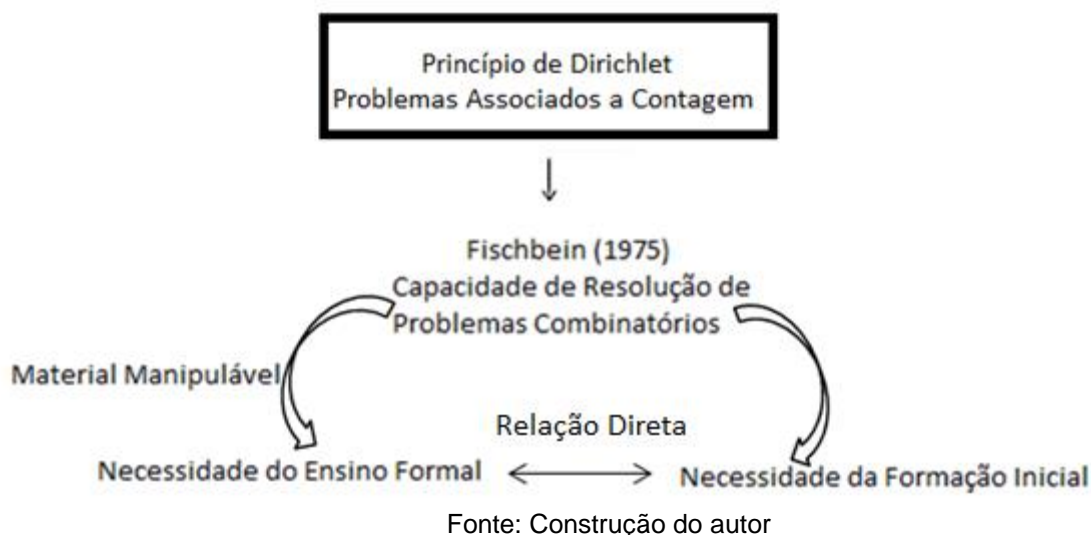 Princípio de Dirichlet
Problemas Associados a Contagem
Fischbein (1975)
Capacidade de Resolução de
Problemas Combinatórios
Material Manipulável
Relação Direta
Necessidade do Ensino Formal
Necessidade da Formação Inicial
Fonte: Construção do autor